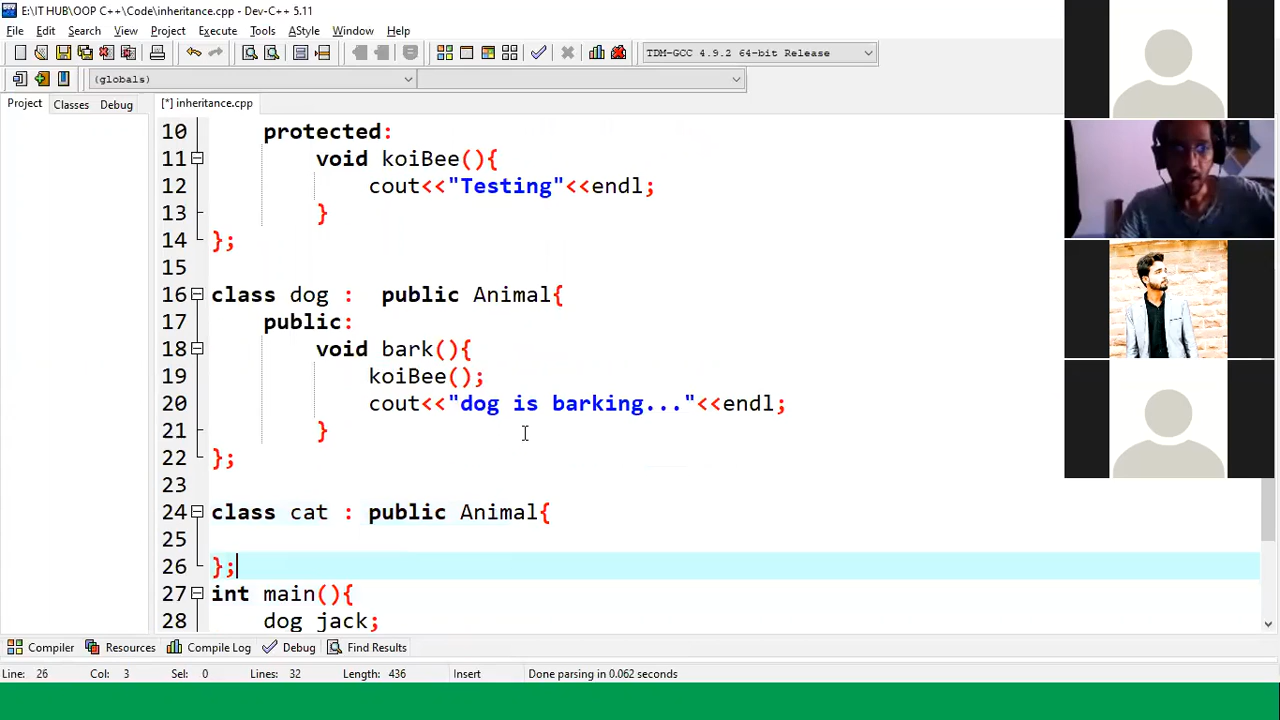 E:\IT HUB\OOP C++\Code\inheritance.cpp - Dev-C++ 5.11
File Edit Search View Project Execute Tools AStyle Window Help
TDM-GCC 4.9.2 64-bit Release
(globals)
Project Classes Debug [*] inheritance.cpp
10 protected:
11 void koiBee(){
12 cout<<"Testing"<<endl;
13 }
14 };
15
16 class dog :  public Animal{
17 public:
18 void bark(){
19 koiBee();
20 cout<<"dog is barking..."<<endl;
21 }
22 };
23
24 class cat : public Animal{
25
26 };
27 int main(){
28 dog jack;
Compiler Resources Compile Log Debug Find Results
Line: 26 Col: 3 Sel: 0 Lines: 32 Length: 436 Insert Done parsing in 0.062 seconds